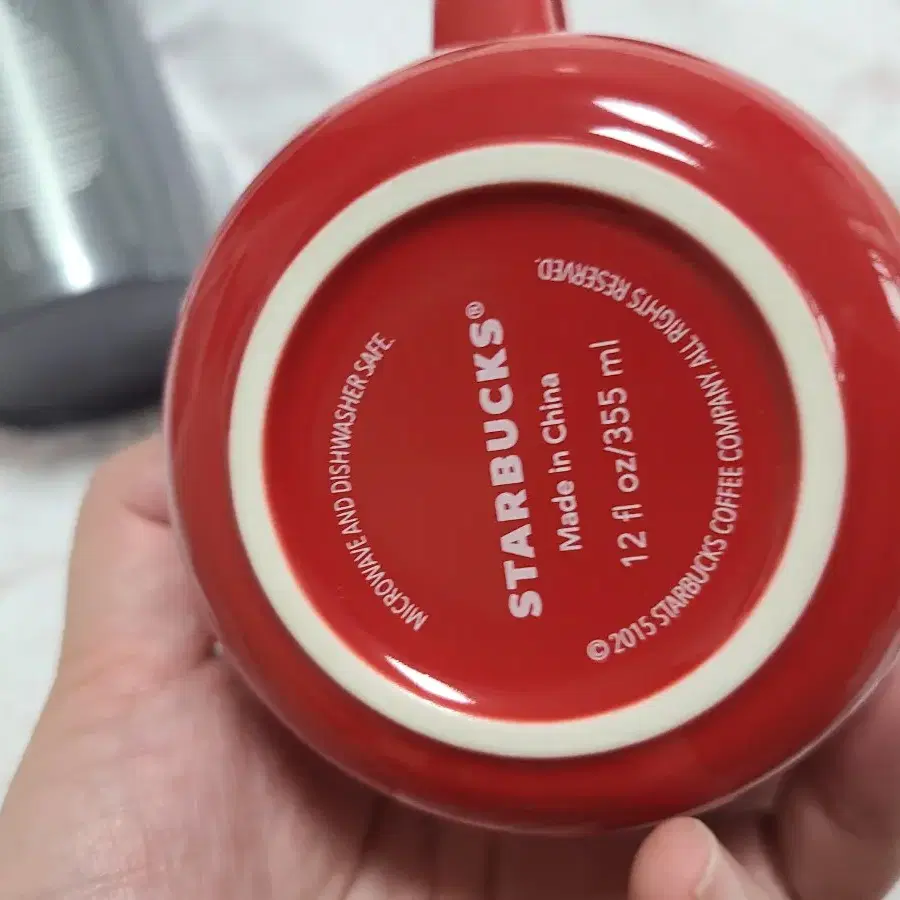 MICROWAVE AND DISHWASHER SAFE.
STARBUCKS®
Made in China
12 fl oz/355 ml
©2015 STARBUCKS COFFEE COMPANY. ALL RIGHTS RESERVED.